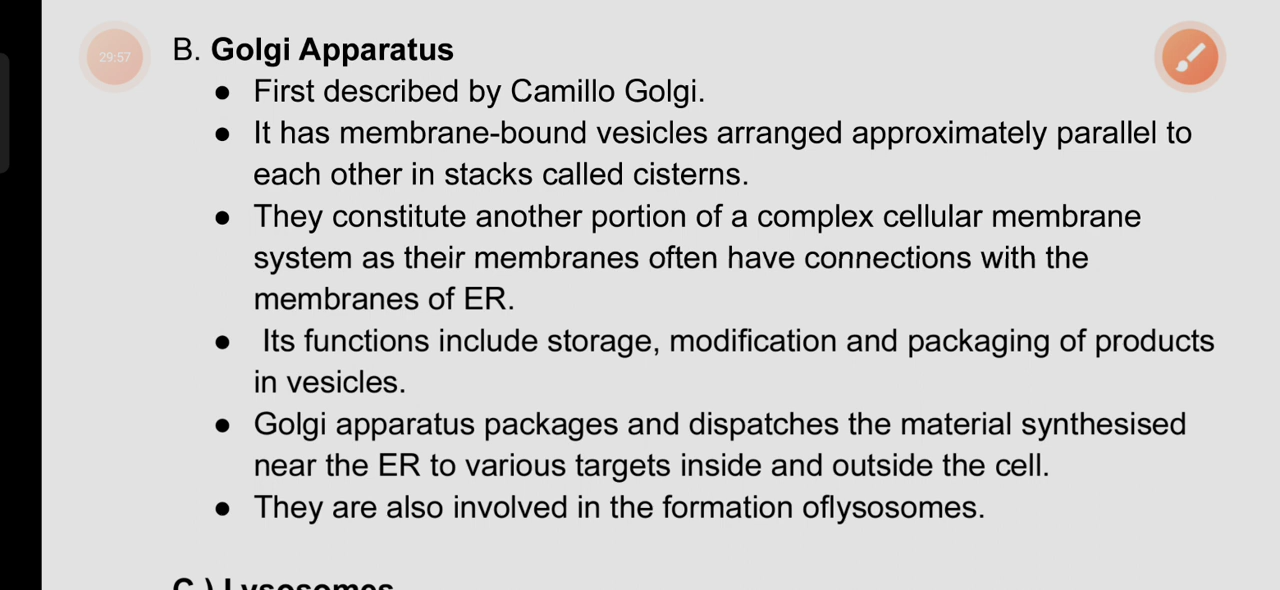 29:57
B. Golgi Apparatus
● First described by Camillo Golgi.
● It has membrane-bound vesicles arranged approximately parallel to
each other in stacks called cisterns.
● They constitute another portion of a complex cellular membrane
system as their membranes often have connections with the
membranes of ER.
● Its functions include storage, modification and packaging of products
in vesicles.
● Golgi apparatus packages and dispatches the material synthesised
near the ER to various targets inside and outside the cell.
● They are also involved in the formation oflysosomes.
C.) Lysosomes